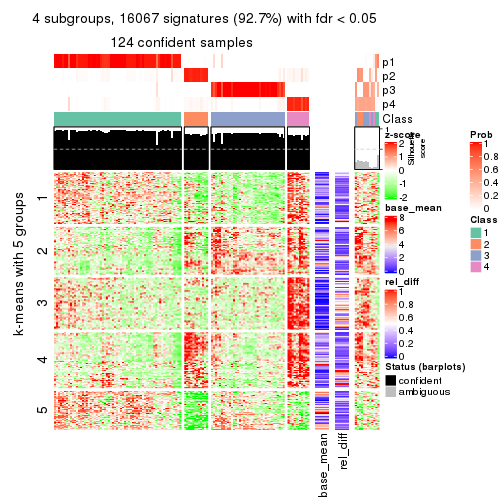 4 subgroups, 16067 signatures (92.7%) with fdr < 0.05
124 confident samples
p1
p2
p3
p4
Class
1
Silhouette
score
k-means with 5 groups
1
2
3
4
5
base_mean
rel_diff
z-score
2
1
0
-1
-2
base_mean
8
6
4
2
0
rel_diff
1
0.8
0.6
0.4
0.2
0
Status (barplots)
confident
ambiguous
Prob
1
0.8
0.6
0.4
0.2
0
Class
1
2
3
4